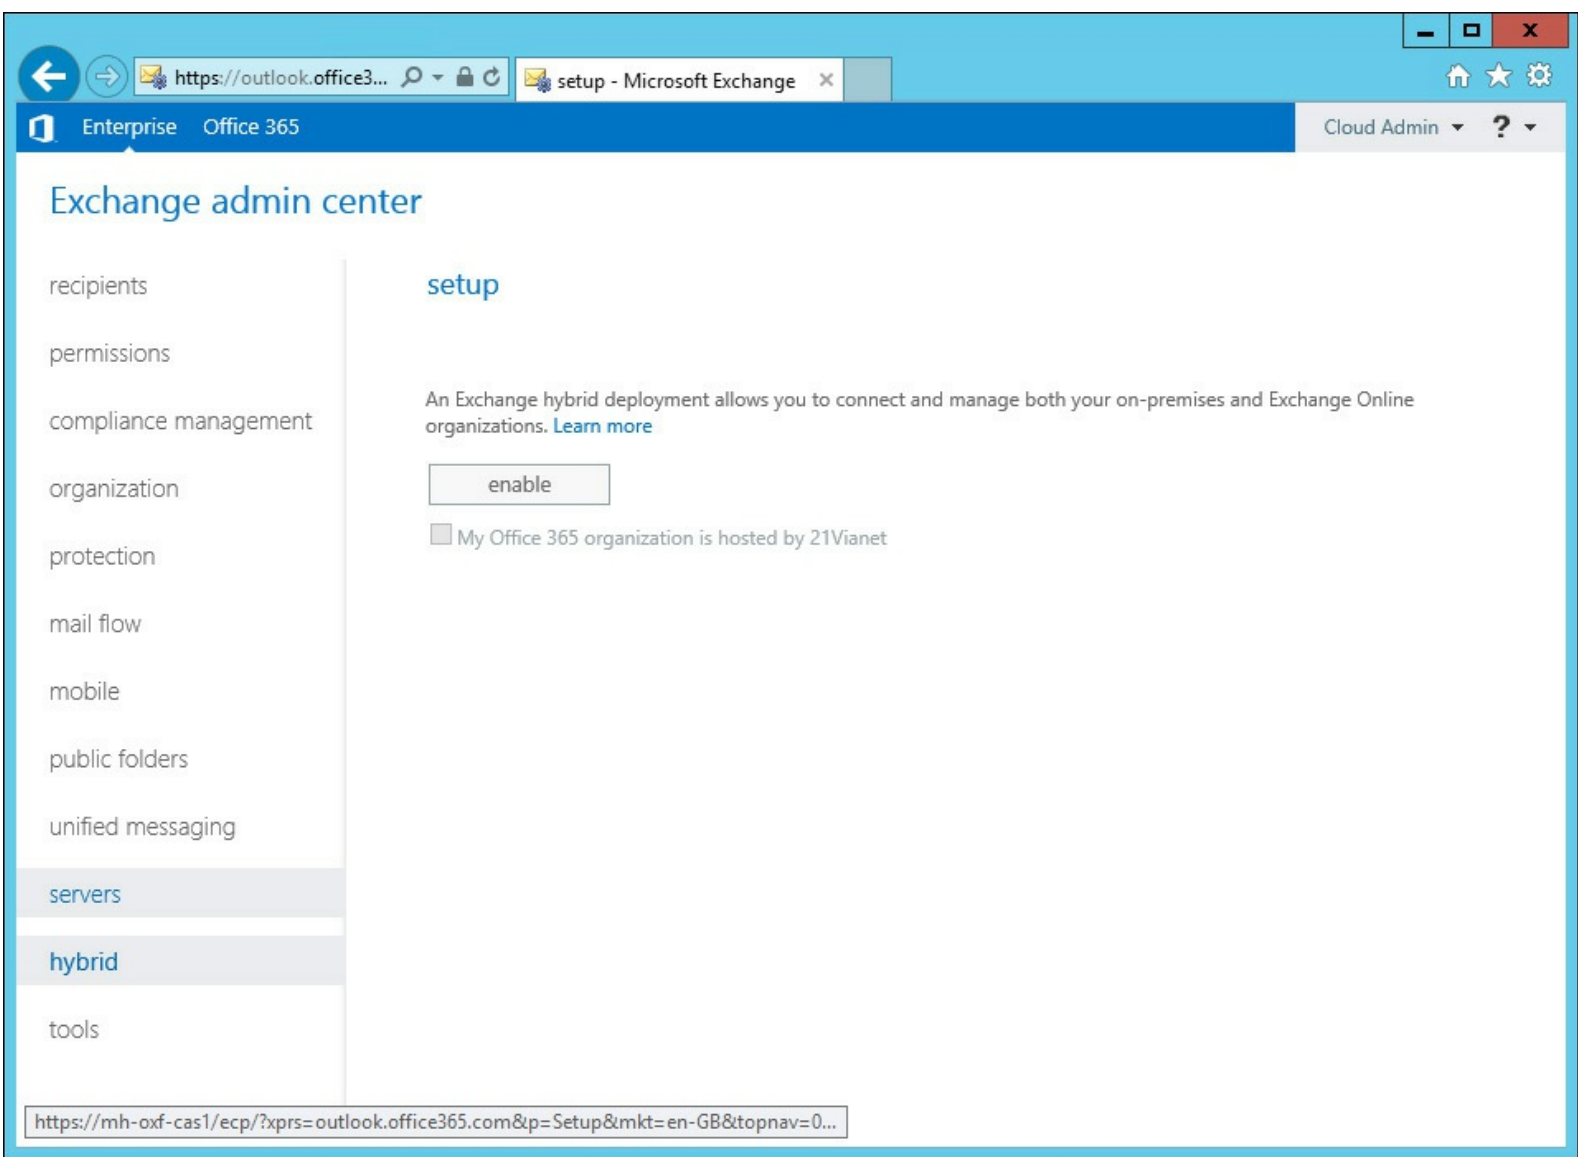 https://outlook.office3...
setup - Microsoft Exchange
Enterprise Office 365
Cloud Admin ?
Exchange admin center
recipients
permissions
compliance management
organization
protection
mail flow
mobile
public folders
unified messaging
servers
hybrid
tools
setup
An Exchange hybrid deployment allows you to connect and manage both your on-premises and Exchange Online
organizations. Learn more
enable
My Office 365 organization is hosted by 21Vianet
https://mh-oxf-cas1/ecp/?xprs=outlook.office365.com&p=Setup&mkt=en-GB&topnav=0...